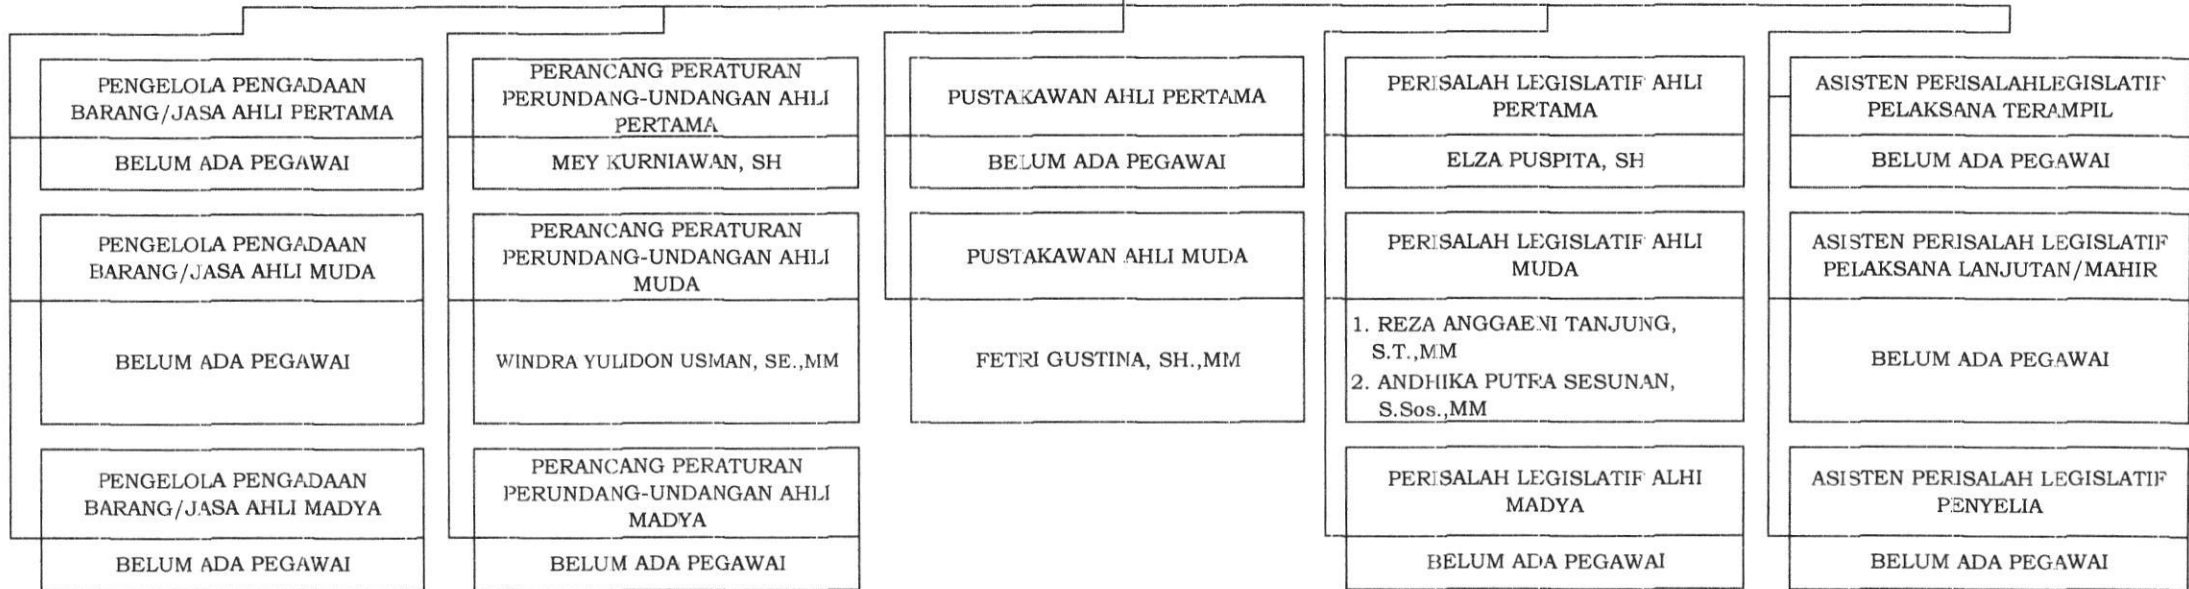 PENGELOLA PENGADAAN
BARANG/JASA AHLI PERTAMA
BELUM ADA PEGAWAI
PENGELOLA PENGADAAN
BARANG/JASA AHLI MUDA
BELUM ADA PEGAWAI
PENGELOLA PENGADAAN
BARANG/JASA AHLI MADYA
BELUM ADA PEGAWAI
PERANCANG PERATURAN
PERUNDANG-UNDANGAN AHLI
PERTAMA
MEY KURNIAWAN, SH
PERANCANG PERATURAN
PERUNDANG-UNDANGAN AHLI
MUDA
WINDRA YULIDON USMAN, SE.,MM
PERANCANG PERATURAN
PERUNDANG-UNDANGAN AHLI
MADYA
BELUM ADA PEGAWAI
PUSTAKAWAN AHLI PERTAMA
BELUM ADA PEGAWAI
PUSTAKAWAN AHLI MUDA
FETRI GUSTINA, SH.,MM
PERISALAH LEGISLATIF AHLI
PERTAMA
ELZA PUSPITA, SH
PERISALAH LEGISLATIF AHLI
MUDA
1. REZA ANGGAENI TANJUNG,
S.T.,MM
2. ANDHIKA PUTRA SESUNAN,
S.Sos.,MM
PERISALAH LEGISLATIF ALHI
MADYA
BELUM ADA PEGAWAI
ASISTEN PERISALAHLEGISLATIF
PELAKSANA TERAMPIL
BELUM ADA PEGAWAI
ASISTEN PERISALAH LEGISLATIF
PELAKSANA LANJUTAN/MAHIR
BELUM ADA PEGAWAI
ASISTEN PERISALAH LEGISLATIF
PENYELIA
BELUM ADA PEGAWAI